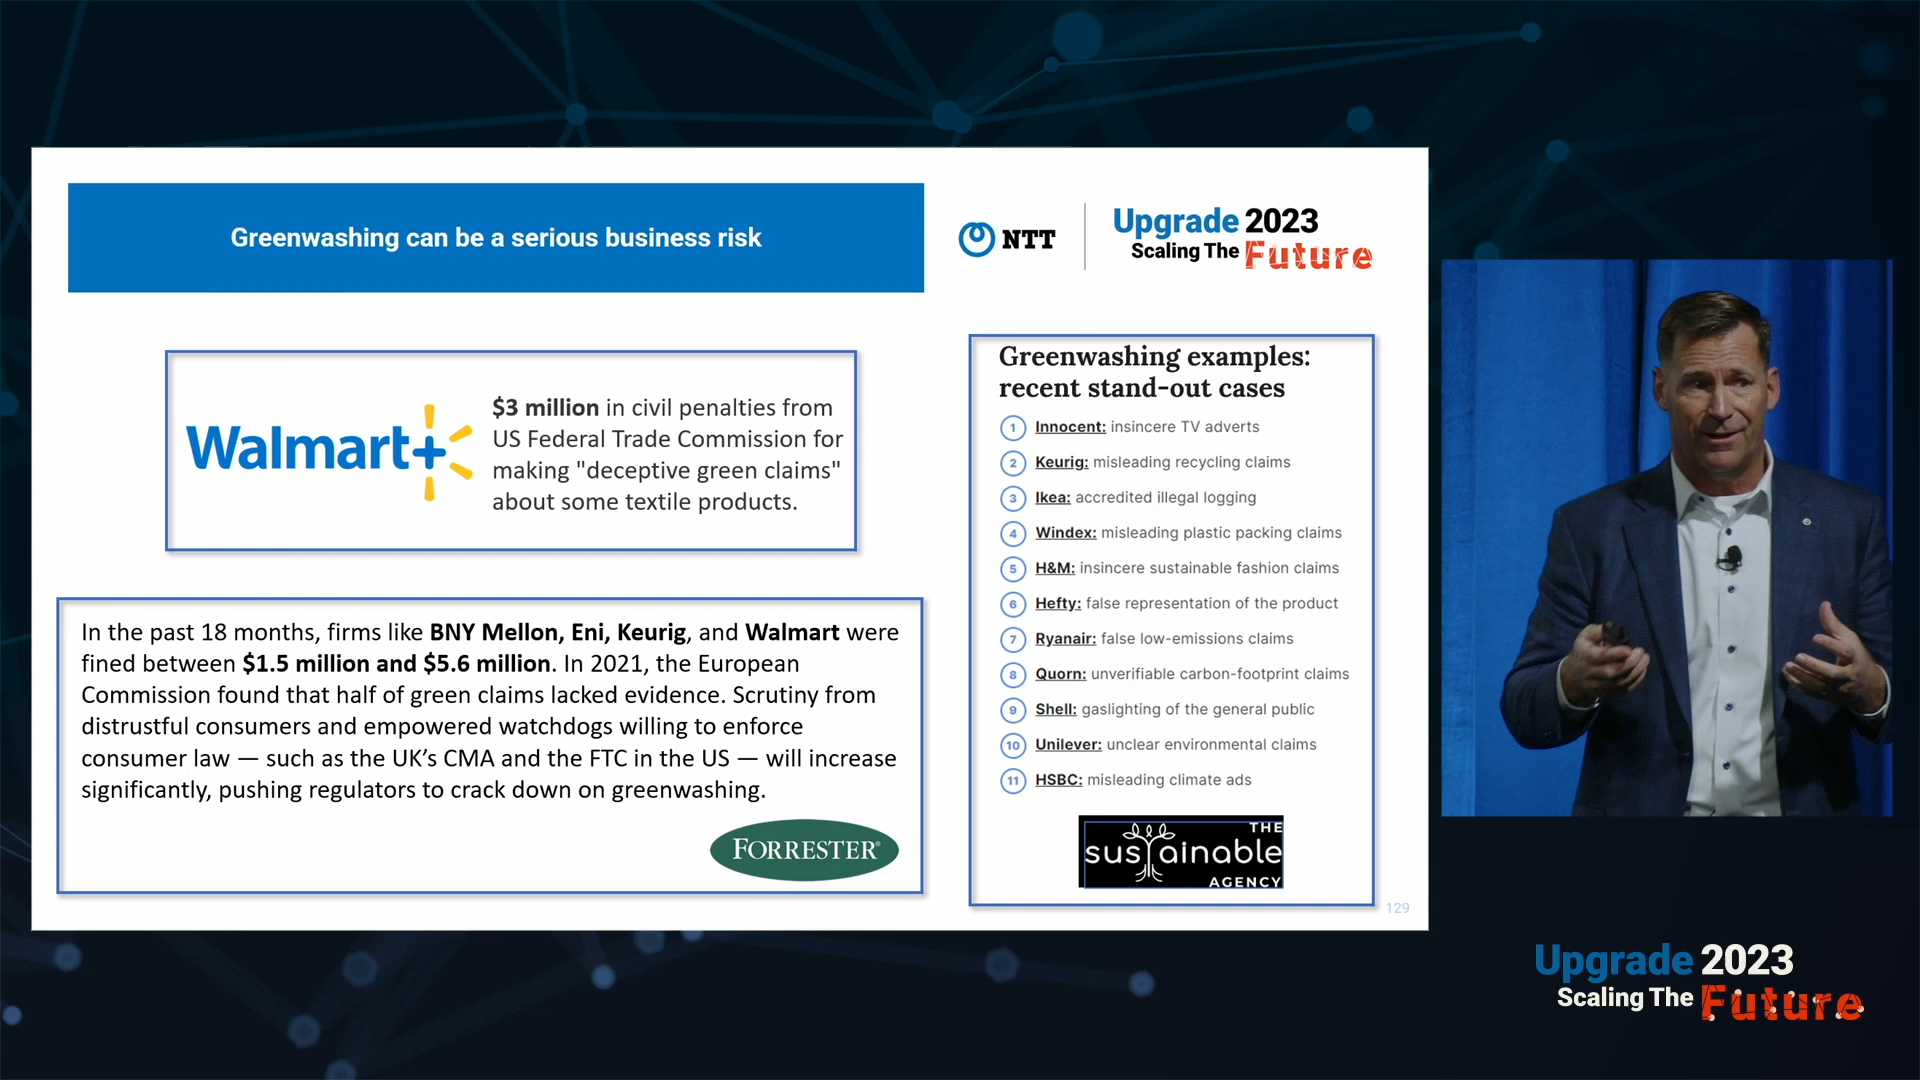 Greenwashing can be a serious business risk
NTT
Upgrade 2023
Scaling The Future
Walmart+
$3 million in civil penalties from
US Federal Trade Commission for
making "deceptive green claims"
about some textile products.
In the past 18 months, firms like BNY Mellon, Eni, Keurig, and Walmart were
fined between $1.5 million and $5.6 million. In 2021, the European
Commission found that half of green claims lacked evidence. Scrutiny from
distrustful consumers and empowered watchdogs willing to enforce
consumer law — such as the UK’s CMA and the FTC in the US — will increase
significantly, pushing regulators to crack down on greenwashing.
FORRESTER®
Greenwashing examples:
recent stand-out cases
1 Innocent: insincere TV adverts
2 Keurig: misleading recycling claims
3 Ikea: accredited illegal logging
4 Windex: misleading plastic packing claims
5 H&M: insincere sustainable fashion claims
6 Hefty: false representation of the product
7 Ryanair: false low-emissions claims
8 Quorn: unverifiable carbon-footprint claims
9 Shell: gaslighting of the general public
10 Unilever: unclear environmental claims
11 HSBC: misleading climate ads
THE
sustainable
AGENCY
129
Upgrade 2023
Scaling The Future